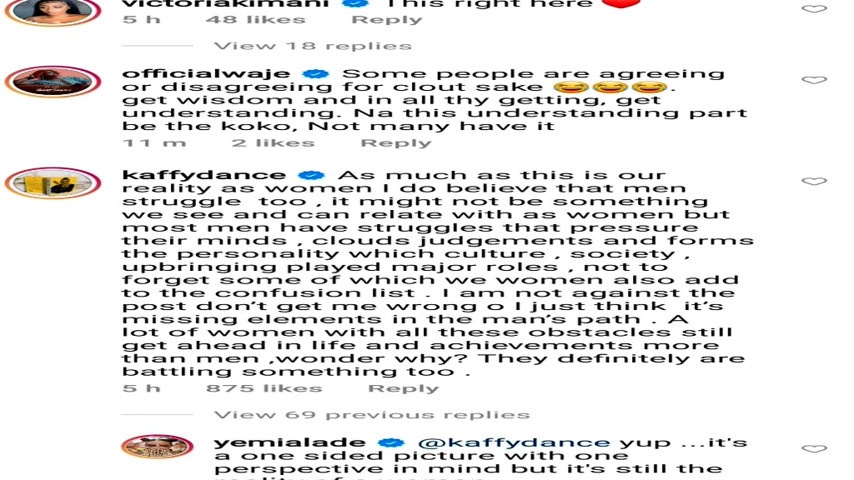 victoriakimani This right here ❤️
5 h 48 likes Reply
View 18 replies
officialwaje Some people are agreeing
or disagreeing for clout sake 😂😂😂.
get wisdom and in all thy getting, get
understanding. Na this understanding part
be the koko, Not many have it
11 m 2 likes Reply
kaffydance As much as this is our
reality as women I do believe that men
struggle too , it might not be something
we see and can relate with as women but
most men have struggles that pressure
their minds , clouds judgements and forms
the personality which culture , society ,
upbringing played major roles , not to
forget some of which we women also add
to the confusion list . I am not against the
post don't get me wrong o I just think it's
missing elements in the man's path . A
lot of women with all these obstacles still
get ahead in life and achievements more
than men ,wonder why? They definitely are
battling something too .
5 h 875 likes Reply
View 69 previous replies
yemialade @kaffydance yup ...it's
a one sided picture with one
perspective in mind but it's still the